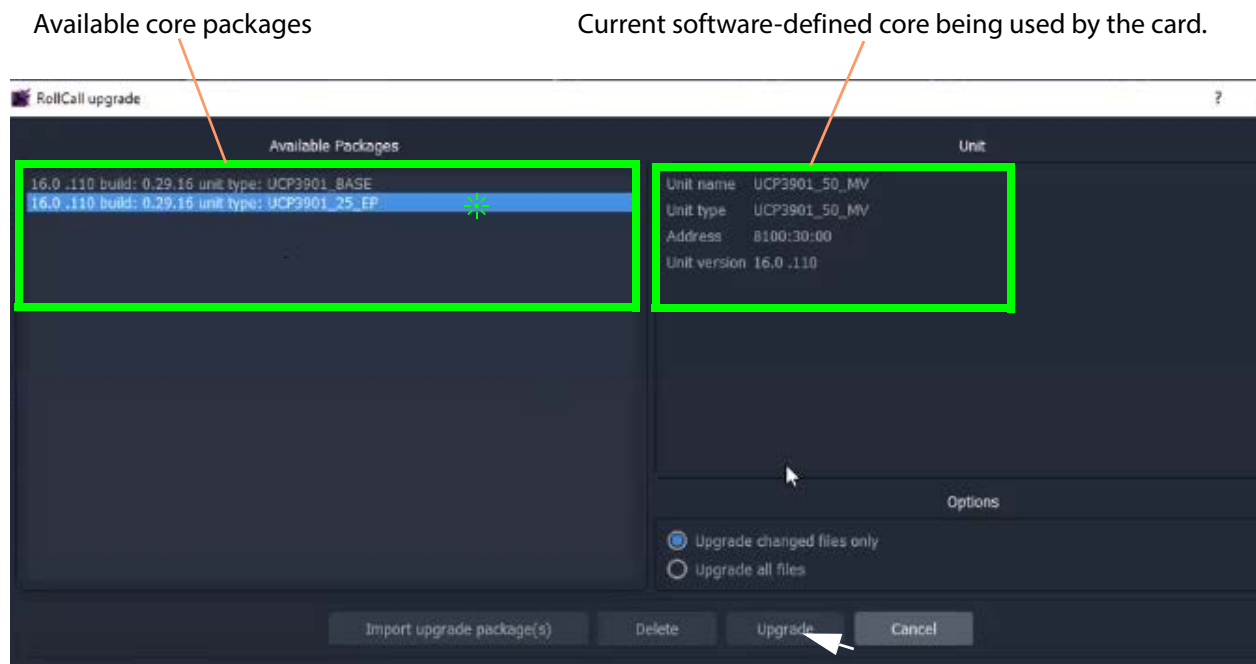 Available core packages
Current software-defined core being used by the card.
RollCall upgrade
?
Available Packages
Unit
16.0 .110 build: 0.29.16 unit type: UCP3901_BASE
16.0 .110 build: 0.29.16 unit type: UCP3901_25_EP
Unit name UCP3901_50_MV
Unit type UCP3901_50_MV
Address 8100:30:00
Unit version 16.0 .110
Options
Upgrade changed files only
Upgrade all files
Import upgrade package(s)
Delete
Upgrade
Cancel